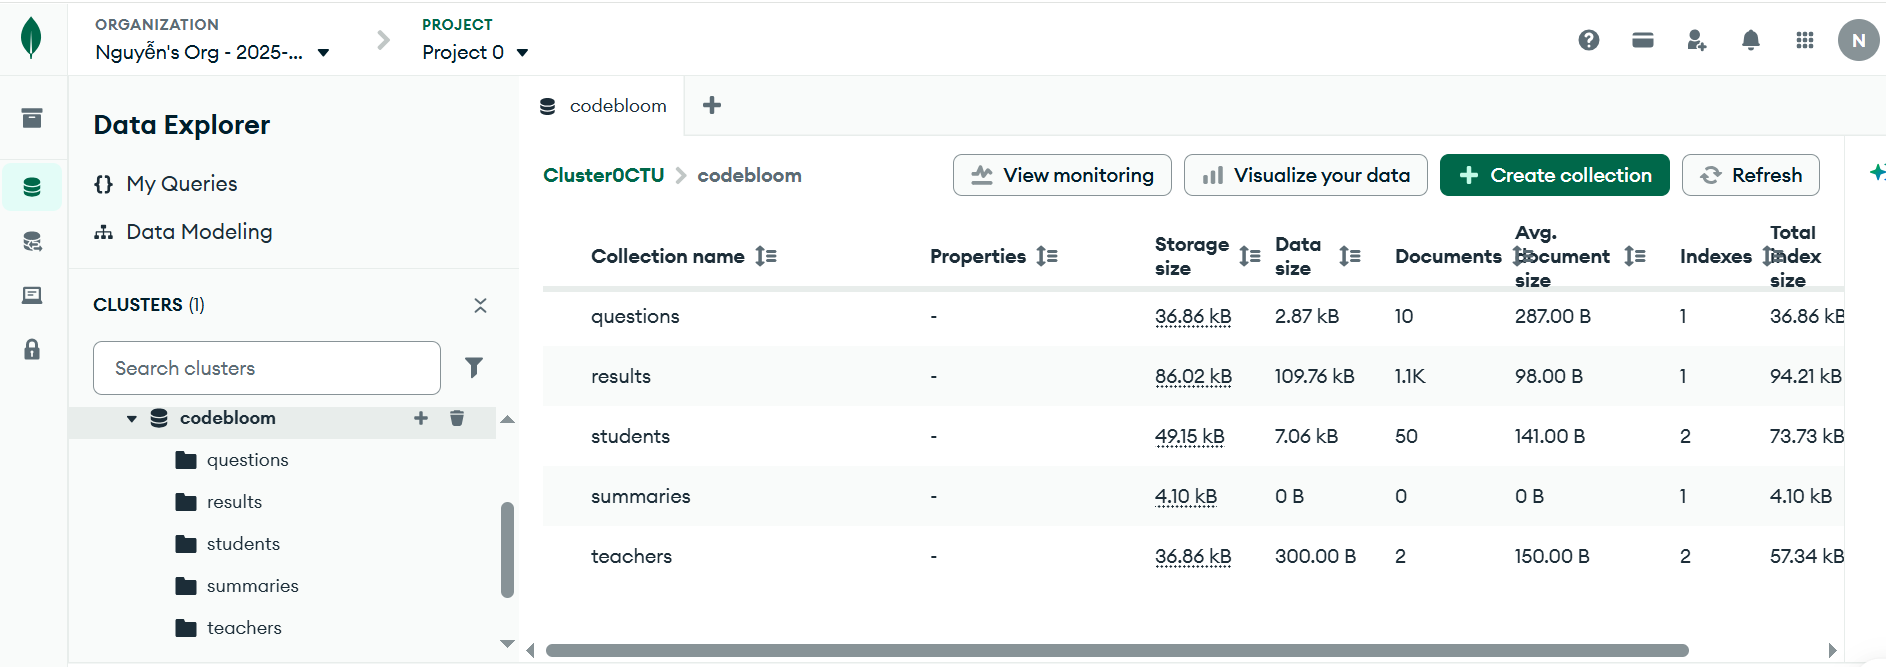 ORGANIZATION
Nguyễn's Org - 2025-...
PROJECT
Project 0
N
Data Explorer
{} My Queries
Data Modeling
CLUSTERS (1)
Search clusters
codebloom
questions
results
students
summaries
teachers
codebloom
Cluster0CTU > codebloom
View monitoring
Visualize your data
Create collection
Refresh
Collection name Properties Storage size Data size Documents Avg. document size Indexes Total index size
questions - 36.86 kB 2.87 kB 10 287.00 B 1 36.86 kB
results - 86.02 kB 109.76 kB 1.1K 98.00 B 1 94.21 kB
students - 49.15 kB 7.06 kB 50 141.00 B 2 73.73 kB
summaries - 4.10 kB 0 B 0 0 B 1 4.10 kB
teachers - 36.86 kB 300.00 B 2 150.00 B 2 57.34 kB